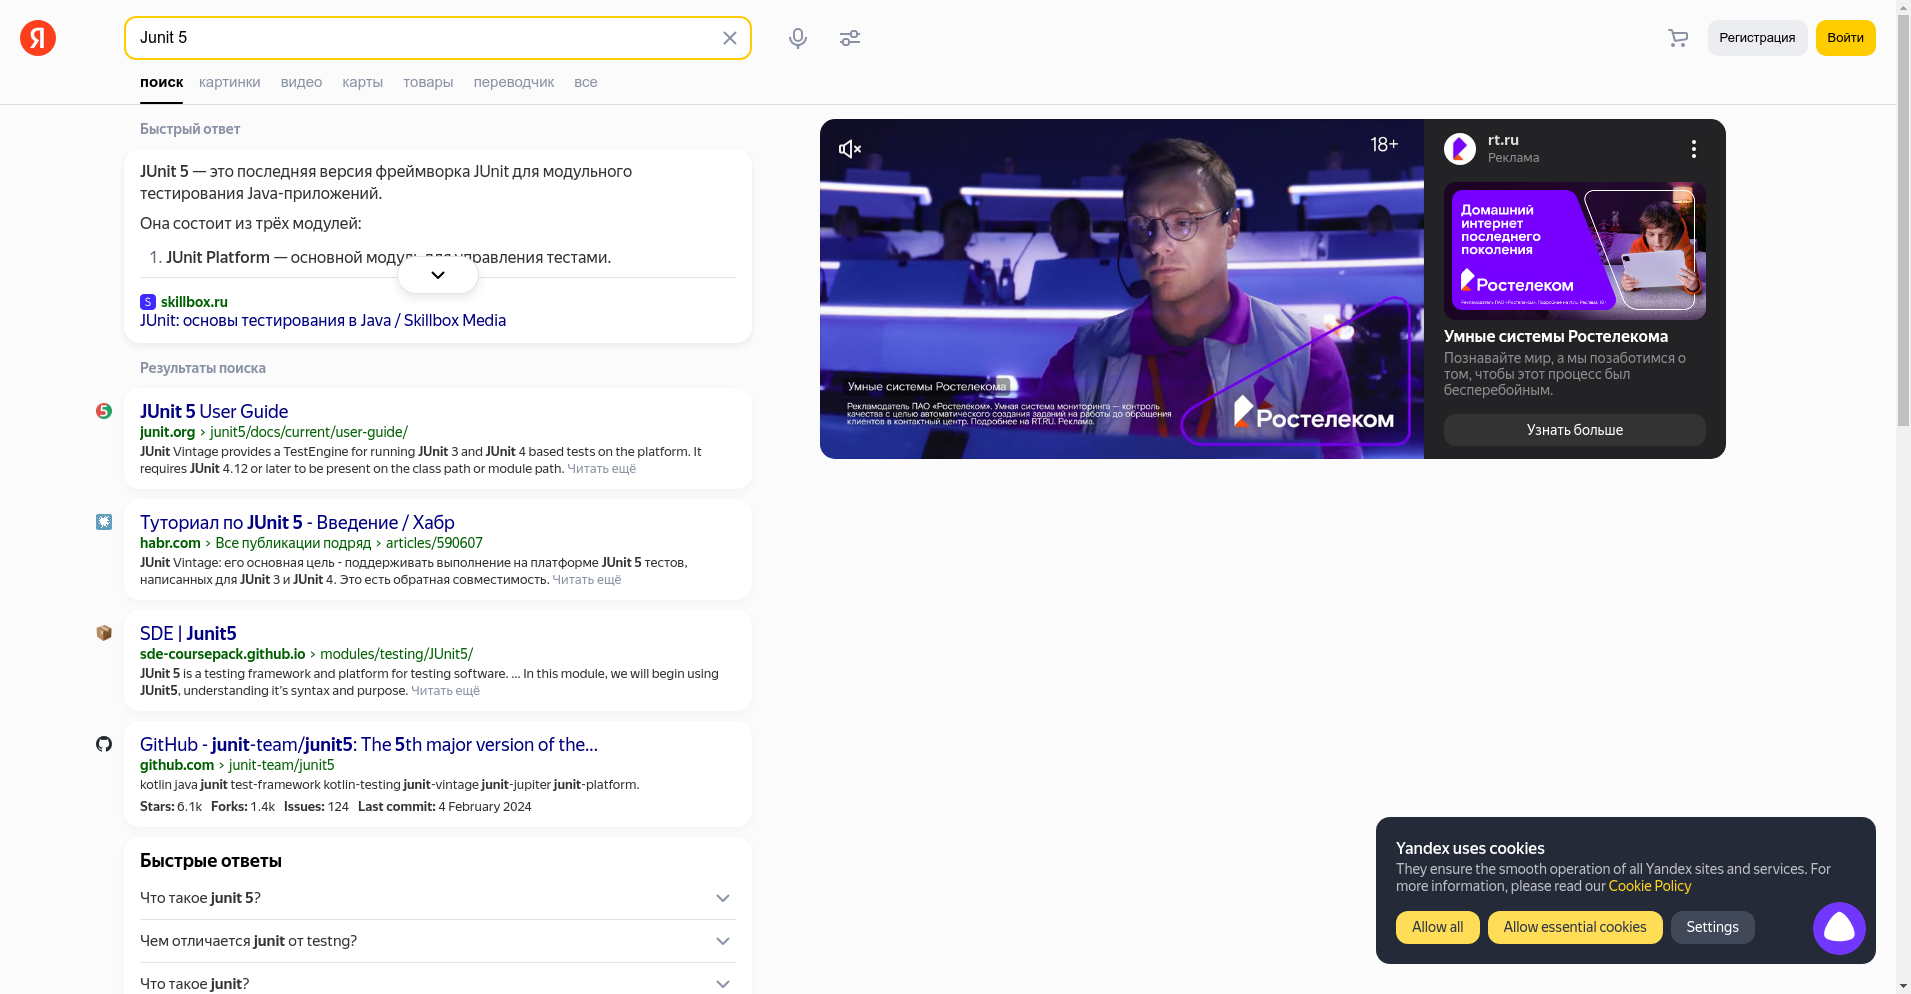 Я
Junit 5
Регистрация
Войти
поиск картинки видео карты товары переводчик все
Быстрый ответ
JUnit 5 — это последняя версия фреймворка JUnit для модульного
тестирования Java-приложений.
Она состоит из трёх модулей:
1. JUnit Platform — основной модуль для управления тестами.
S skillbox.ru
JUnit: основы тестирования в Java / Skillbox Media
Результаты поиска
5
JUnit 5 User Guide
junit.org › junit5/docs/current/user-guide/
JUnit Vintage provides a TestEngine for running JUnit 3 and JUnit 4 based tests on the platform. It
requires JUnit 4.12 or later to be present on the class path or module path. Читать ещё
Туториал по JUnit 5 - Введение / Хабр
habr.com › Все публикации подряд › articles/590607
JUnit Vintage: его основная цель - поддерживать выполнение на платформе JUnit 5 тестов,
написанных для JUnit 3 и JUnit 4. Это есть обратная совместимость. Читать ещё
SDE | Junit5
sde-coursepack.github.io › modules/testing/JUnit5/
JUnit 5 is a testing framework and platform for testing software. ... In this module, we will begin using
JUnit5, understanding it’s syntax and purpose. Читать ещё
GitHub - junit-team/junit5: The 5th major version of the...
github.com › junit-team/junit5
kotlin java junit test-framework kotlin-testing junit-vintage junit-jupiter junit-platform.
Stars: 6.1k Forks: 1.4k Issues: 124 Last commit: 4 February 2024
Быстрые ответы
Что такое junit 5?
Чем отличается junit от testng?
Что такое junit?
18+
Умные системы Ростелекома
Рекламодатель ПАО «Ростелеком». Умная система мониторинга — контроль
качества с целью автоматического создания заданий на работы до обращения
клиентов в контактный центр. Подробнее на RT.RU. Реклама.
Ростелеком
rt.ru
Реклама
Домашний
интернет
последнего
поколения
Ростелеком
Рекламодатель ПАО «Ростелеком». Подробнее на rt.ru Реклама.
Умные системы Ростелекома
Познавайте мир, а мы позаботимся о
том, чтобы этот процесс был
бесперебойным.
Узнать больше
Yandex uses cookies
They ensure the smooth operation of all Yandex sites and services. For
more information, please read our Cookie Policy
Allow all
Allow essential cookies
Settings